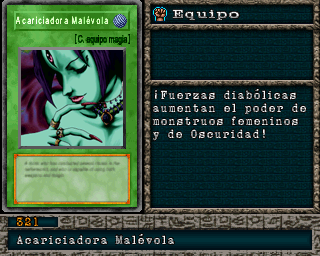 Acariciadora Malévola
[C. equipo magia]
Equipo
¡Fuerzas diabólicas
aumentan el poder de
monstruos femeninos
y de Oscuridad!
321
Acariciadora Malévola